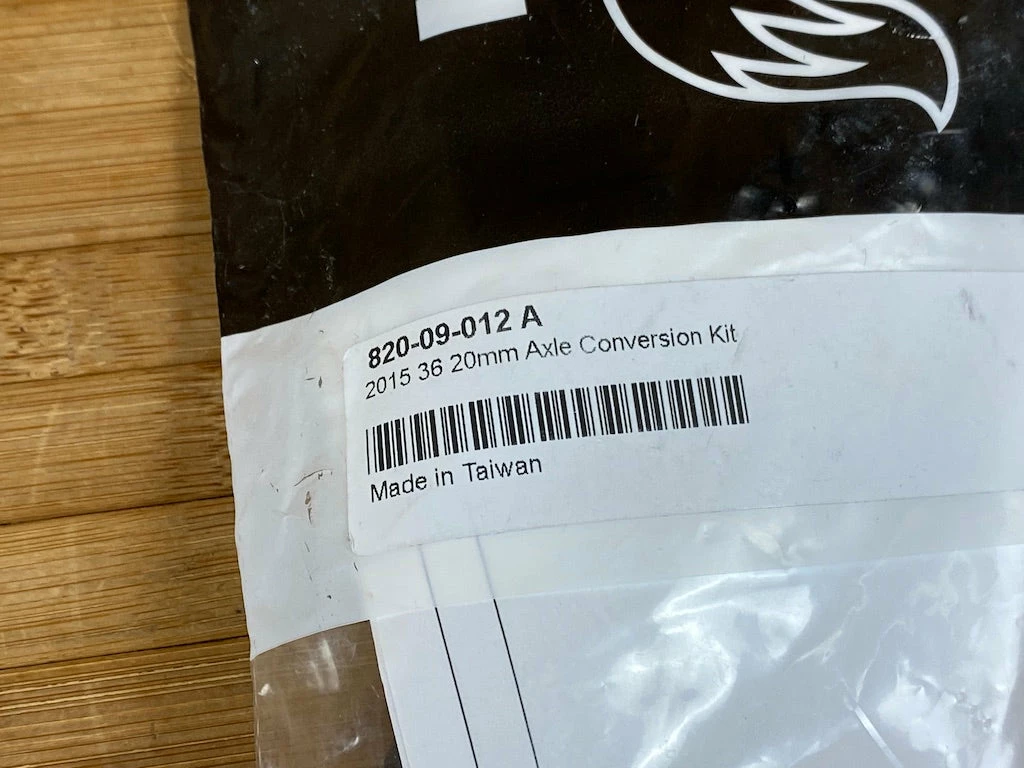 820-09-012 A
2015 36 20mm Axle Conversion Kit
Made in Taiwan